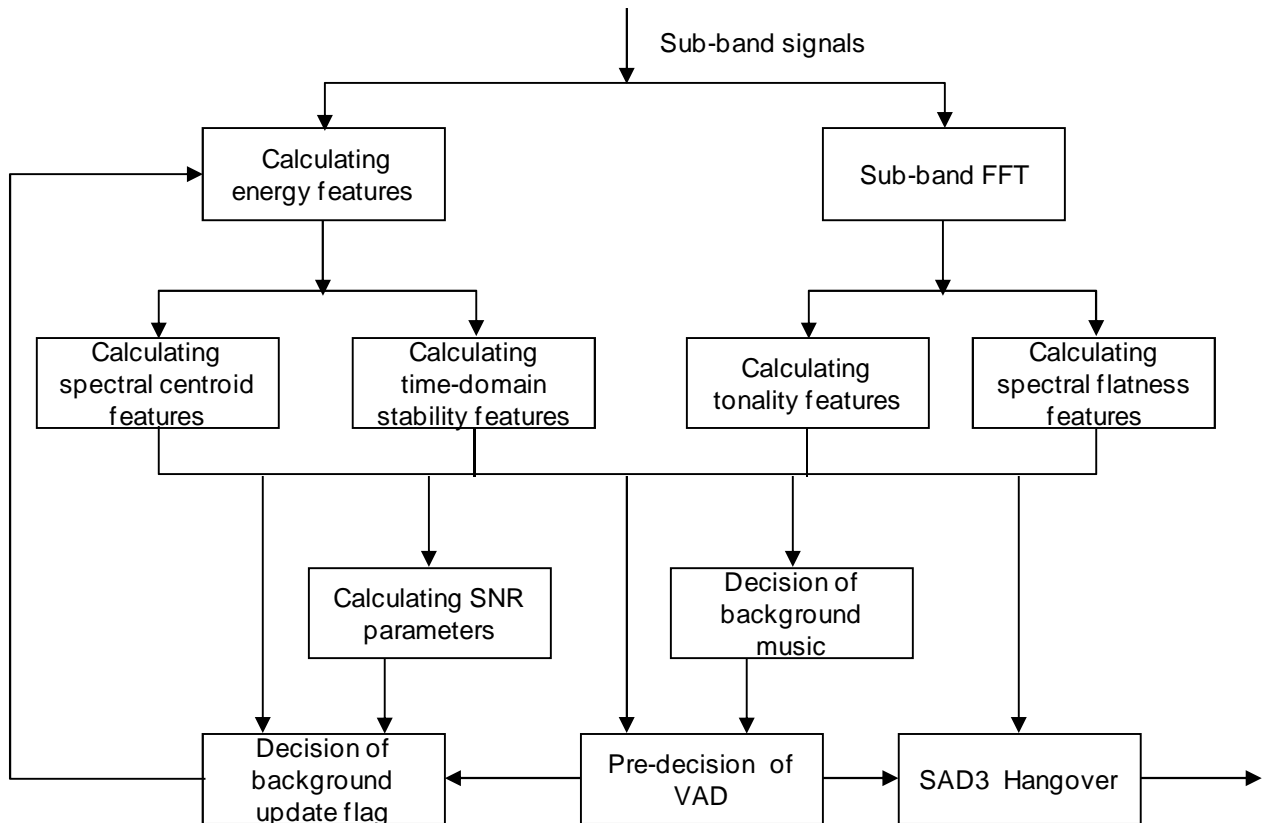 Sub-band signals
Calculating
energy features
Sub-band FFT
Calculating
spectral centroid
features
Calculating
time-domain
stability features
Calculating
tonality features
Calculating
spectral flatness
features
Calculating SNR
parameters
Decision of
background
music
Decision of
background
update flag
Pre-decision of
VAD
SAD3 Hangover